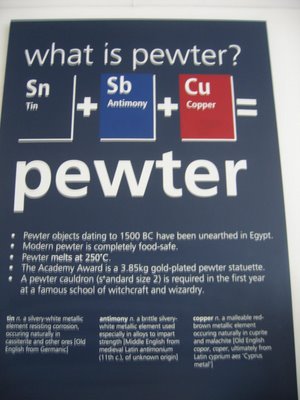 what is pewter?
Sn Sb Cu
Tin + Antimony + Copper =
pewter
• Pewter objects dating to 1500 BC have been unearthed in Egypt.
• Modern pewter is completely food-safe.
• Pewter melts at 250°C.
• The Academy Award is a 3.85kg gold-plated pewter statuette.
• A pewter cauldron (s*andard size 2) is required in the first year
at a famous school of witchcraft and wizardry.
tin n. a silvery-white metallic
element resisting corrosion,
occuring naturally in
cassiterite and other ores [Old
English from Germanic]
antimony n. a brittle silvery-
white metallic element used
especially in alloys to impart
strength [Middle English from
medieval Latin antimonium
(11th c.), of unknown origin]
copper n. a malleable red-
brown metallic element
occuring naturally in cuprite
and malachite [Old English
copor, coper, ultimately from
Latin cyprium aes 'Cyprus
metal']